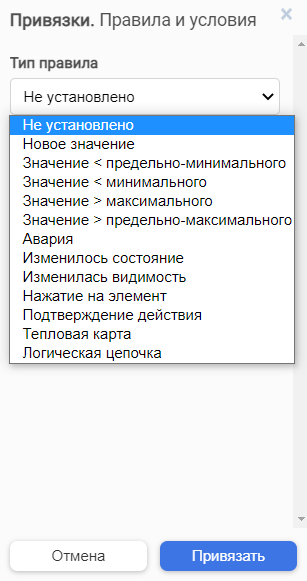 Привязки. Правила и условия
×
Тип правила
Не установлено
Не установлено
Новое значение
Значение < предельно-минимального
Значение < минимального
Значение > максимального
Значение > предельно-максимального
Авария
Изменилось состояние
Изменилась видимость
Нажатие на элемент
Подтверждение действия
Тепловая карта
Логическая цепочка
Отмена
Привязать